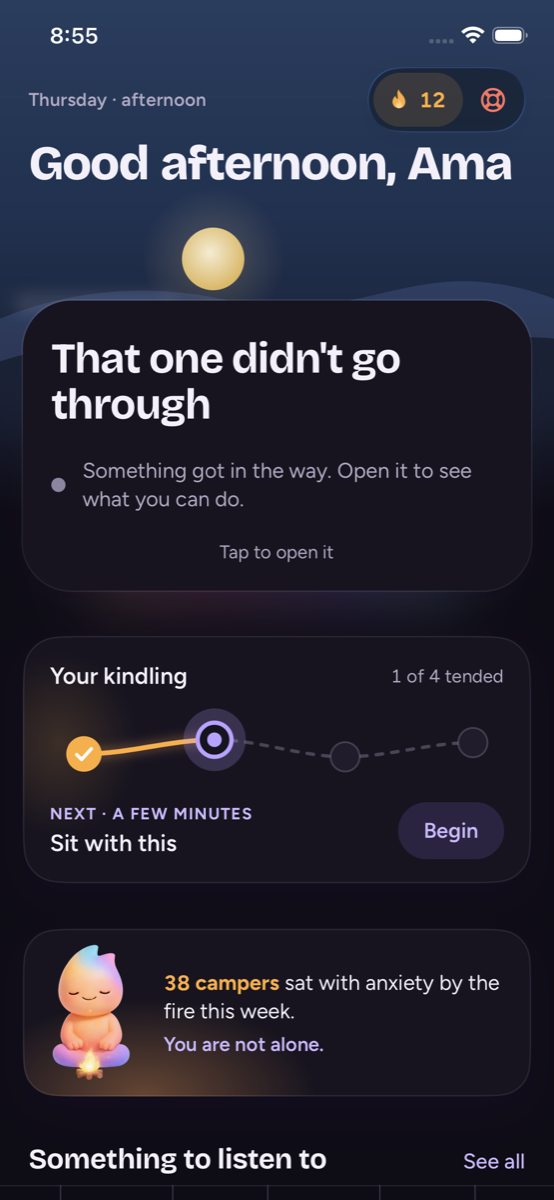 8:55
Thursday · afternoon
12
Good afternoon, Ama
That one didn't go
through
Something got in the way. Open it to see
what you can do.
Tap to open it
Your kindling
1 of 4 tended
NEXT · A FEW MINUTES
Sit with this
Begin
38 campers sat with anxiety by the
fire this week.
You are not alone.
Something to listen to
See all